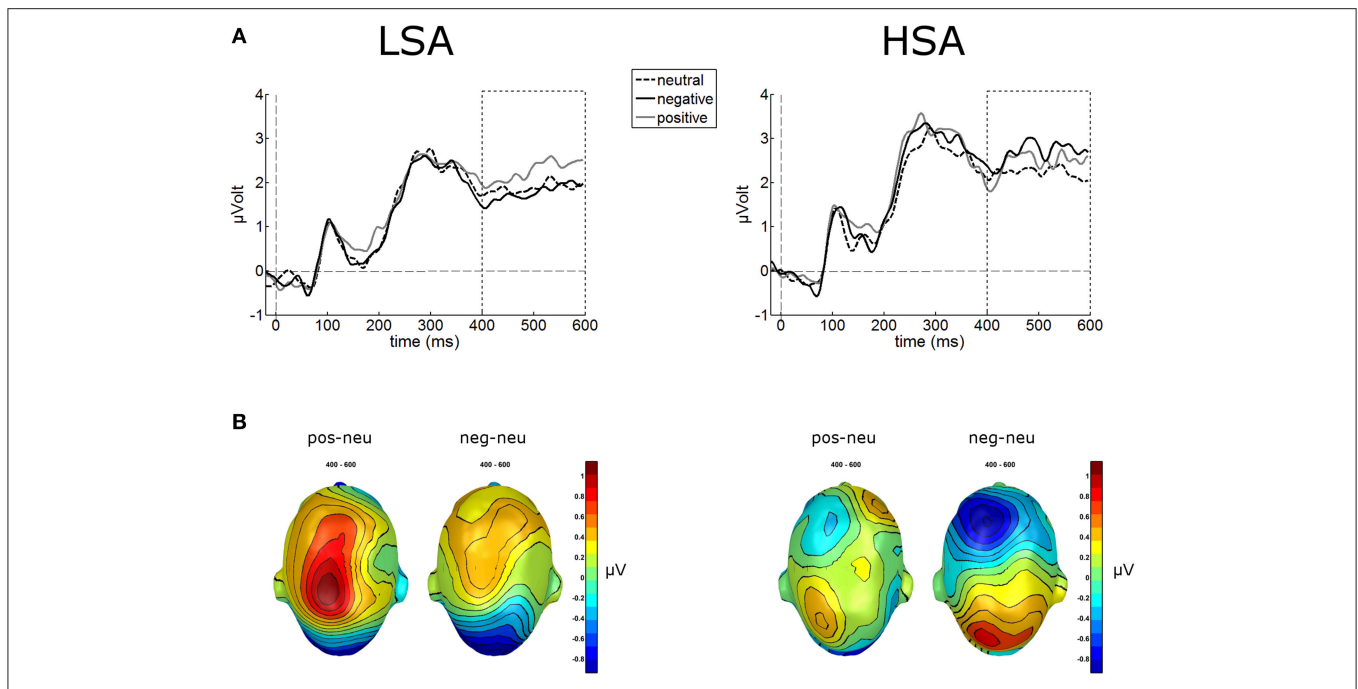 A
LSA
HSA
neutral
negative
positive
4
3
2
1
0
-1
µVolt
0 100 200 300 400 500 600
time (ms)
4
3
2
1
0
-1
µVolt
0 100 200 300 400 500 600
time (ms)
B
pos-neu
neg-neu
400 - 600
400 - 600
1
0.8
0.6
0.4
0.2
0
-0.2
-0.4
-0.6
-0.8
µV
pos-neu
neg-neu
400 - 600
400 - 600
1
0.8
0.6
0.4
0.2
0
-0.2
-0.4
-0.6
-0.8
µV